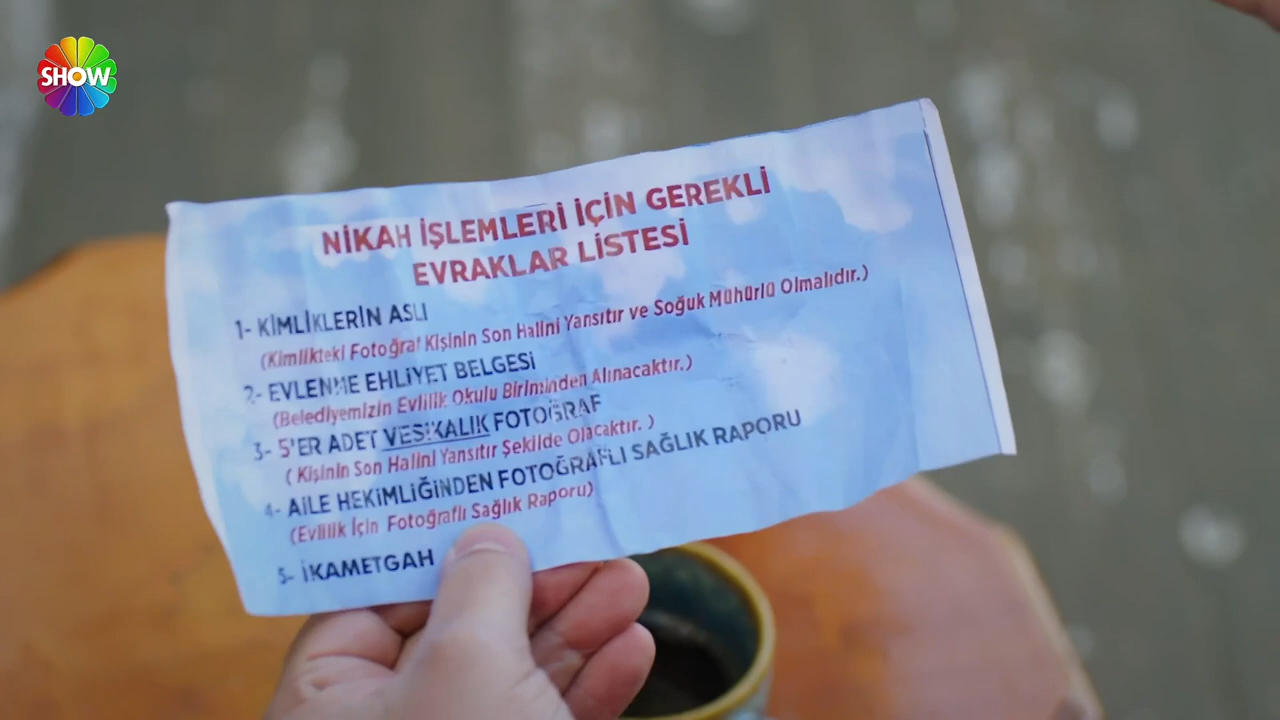 SHOW
NİKAH İŞLEMLERİ İÇİN GEREKLİ
EVRAKLAR LİSTESİ
1- KİMLİKLERİN ASLI
(Kimlikteki Fotoğraf Kişinin Son Halini Yansıtır ve Soğuk Mühürlü Olmalıdır.)
2- EVLENME EHLİYET BELGESİ
(Belediyemizin Evlilik Okulu Biriminden Alınacaktır.)
3- 5'ER ADET VESİKALIK FOTOĞRAF
( Kişinin Son Halini Yansıtır Şekilde Olacaktır. )
4- AİLE HEKİMLİĞİNDEN FOTOĞRAFLI SAĞLIK RAPORU
(Evlilik İçin Fotoğraflı Sağlık Raporu)
5- İKAMETGAH